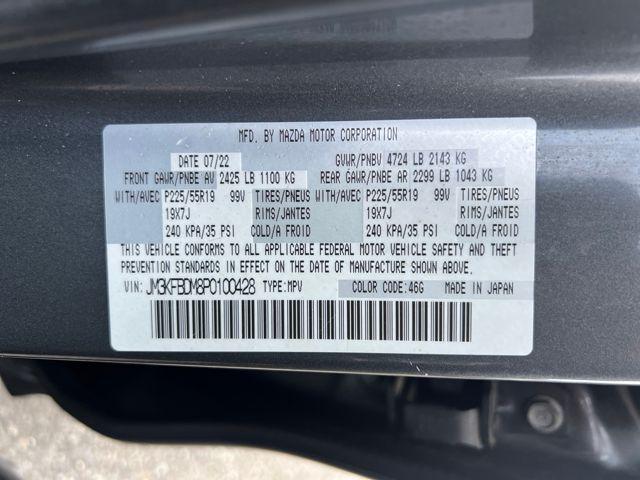 MFD. BY MAZDA MOTOR CORPORATION
DATE 07/22 GVWR/PNBV 4724 LB 2143 KG
FRONT GAWR/PNBE AV 2425 LB 1100 KG REAR GAWR/PNBE AR 2299 LB 1043 KG
WITH/AVEC P225/55R19 99V TIRES/PNEUS WITH/AVEC P225/55R19 99V TIRES/PNEUS
19X7J RIMS/JANTES 19X7J RIMS/JANTES
240 KPA/35 PSI COLD/A FROID 240 KPA/35 PSI COLD/A FROID
THIS VEHICLE CONFORMS TO ALL APPLICABLE FEDERAL MOTOR VEHICLE SAFETY AND THEFT
PREVENTION STANDARDS IN EFFECT ON THE DATE OF MANUFACTURE SHOWN ABOVE.
VIN: JM3KFBDM8P0100428 TYPE:MPV COLOR CODE:46G MADE IN JAPAN